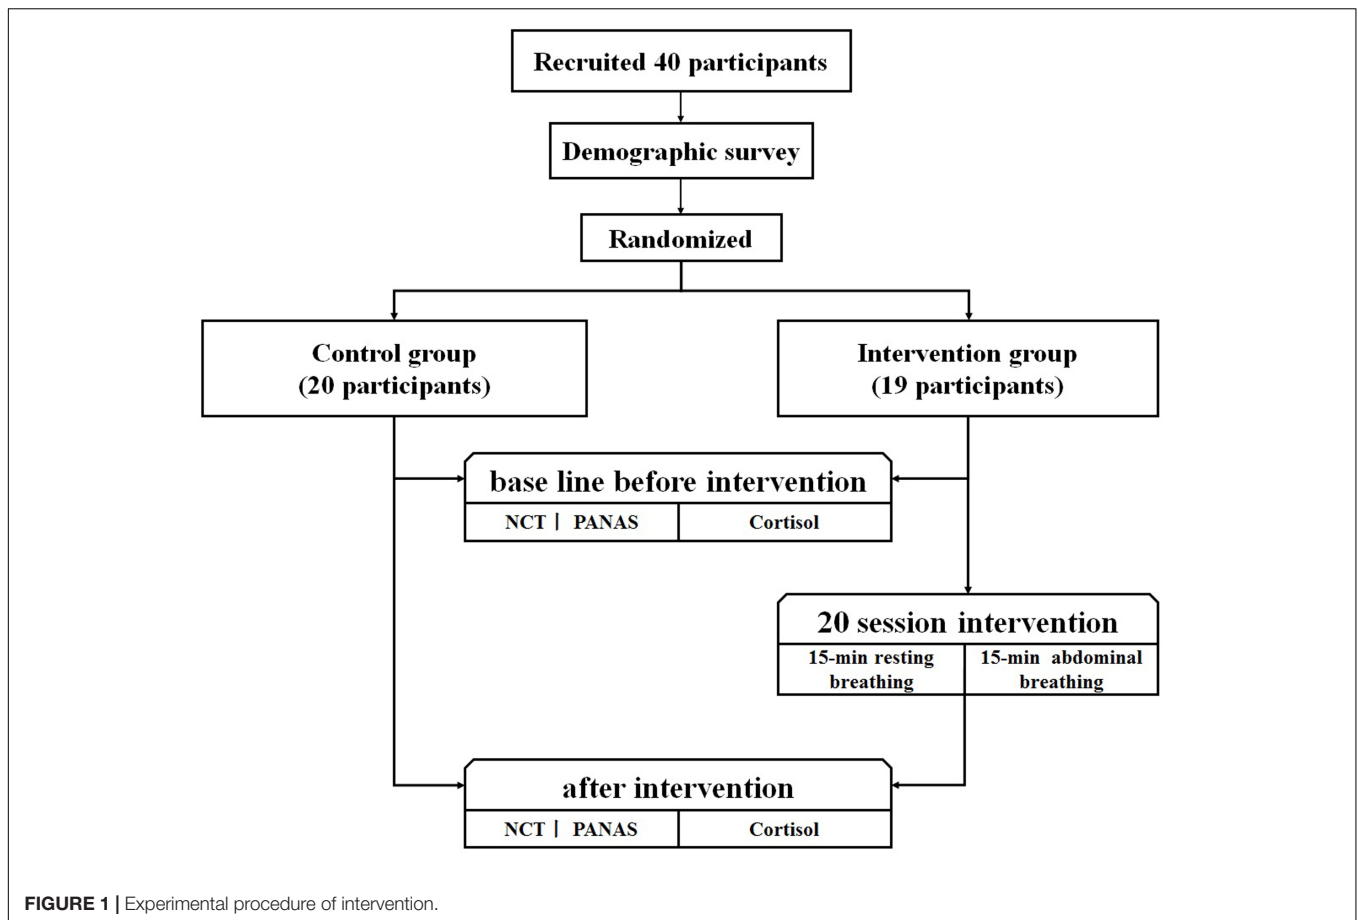 Recruited 40 participants
Demographic survey
Randomized
Control group
(20 participants)
Intervention group
(19 participants)
base line before intervention
NCT | PANAS
Cortisol
20 session intervention
15-min resting
breathing
15-min abdominal
breathing
after intervention
NCT | PANAS
Cortisol
FIGURE 1 | Experimental procedure of intervention.